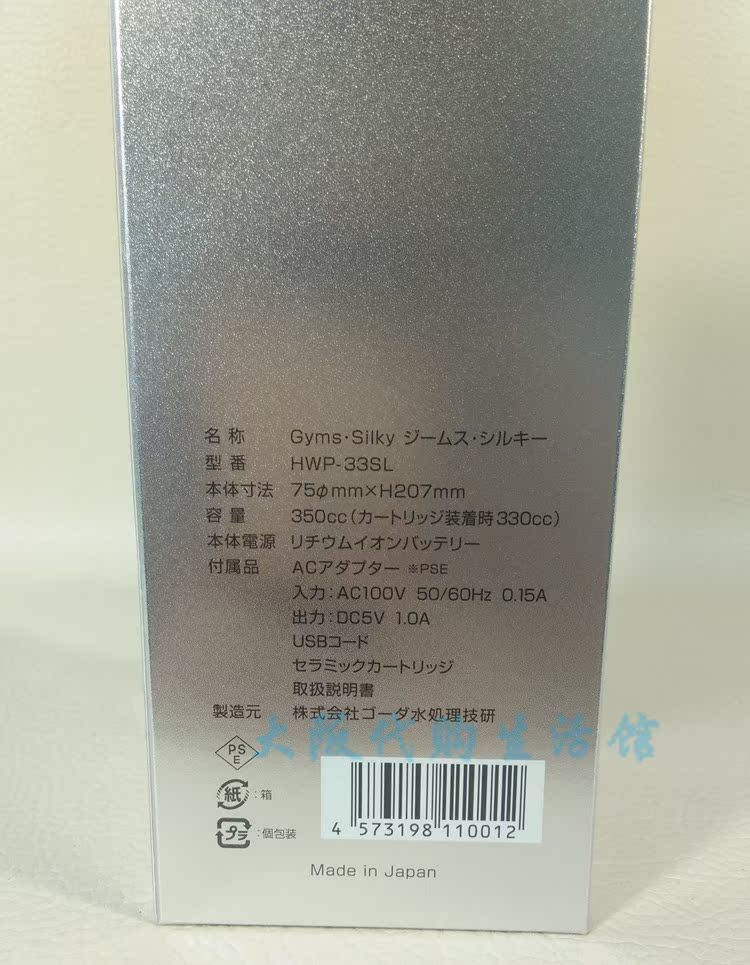 名称 Gyms・Silky ジームス・シルキー
型番 HWP-33SL
本体寸法 75φmm×H207mm
容量 350cc(カートリッジ装着時330cc)
本体電源 リチウムイオンバッテリー
付属品 ACアダプター ※PSE
入力:AC100V 50/60Hz 0.15A
出力:DC5V 1.0A
USBコード
セラミックカートリッジ
取扱説明書
製造元 株式会社ゴーダ水処理技研
大阪代购生活馆
PS
E
紙:箱
プラ:個包装
4 573198 110012
Made in Japan